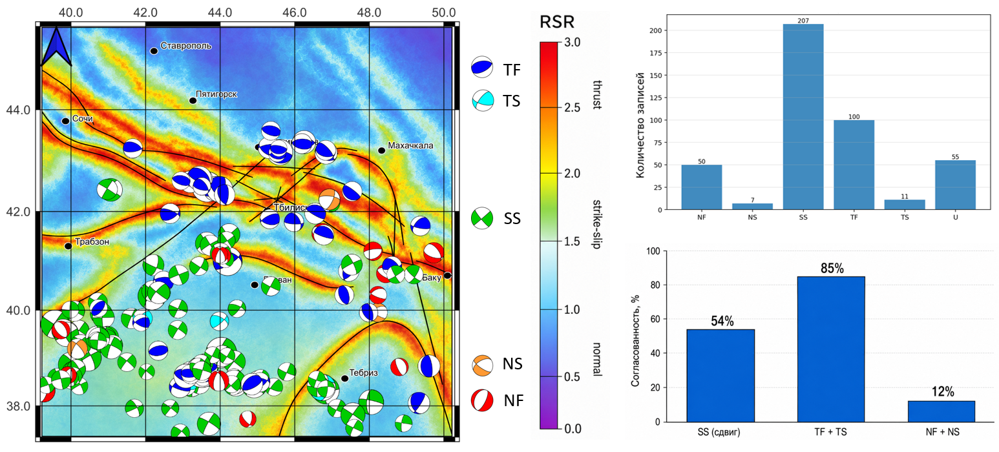 40.0 42.0 44.0 46.0 48.0 50.0
44.0
42.0
40.0
38.0
Ставрополь
Пятигорск
Сочи
Махачкала
Тбилис
Трабзон
Баку
Тебриз
TF
TS
SS
NS
NF
RSR
3.0
2.5
2.0
1.5
1.0
0.5
0.0
thrust
strike-slip
normal
Количество записей
200
175
150
125
100
75
50
25
0
50
7
207
100
11
55
NF NS SS TF TS U
Согласованность, %
100
80
60
40
20
0
54%
85%
12%
SS (сдвиг) TF + TS NF + NS